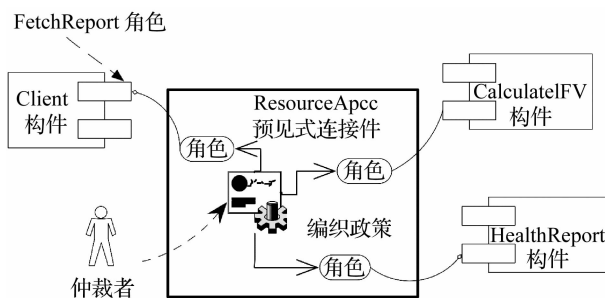 FetchReport 角色
Client
构件
ResourceApcc
预见式连接件
CalculatelFV
构件
角色
角色
编织政策
HealthReport
构件
角色
仲裁者